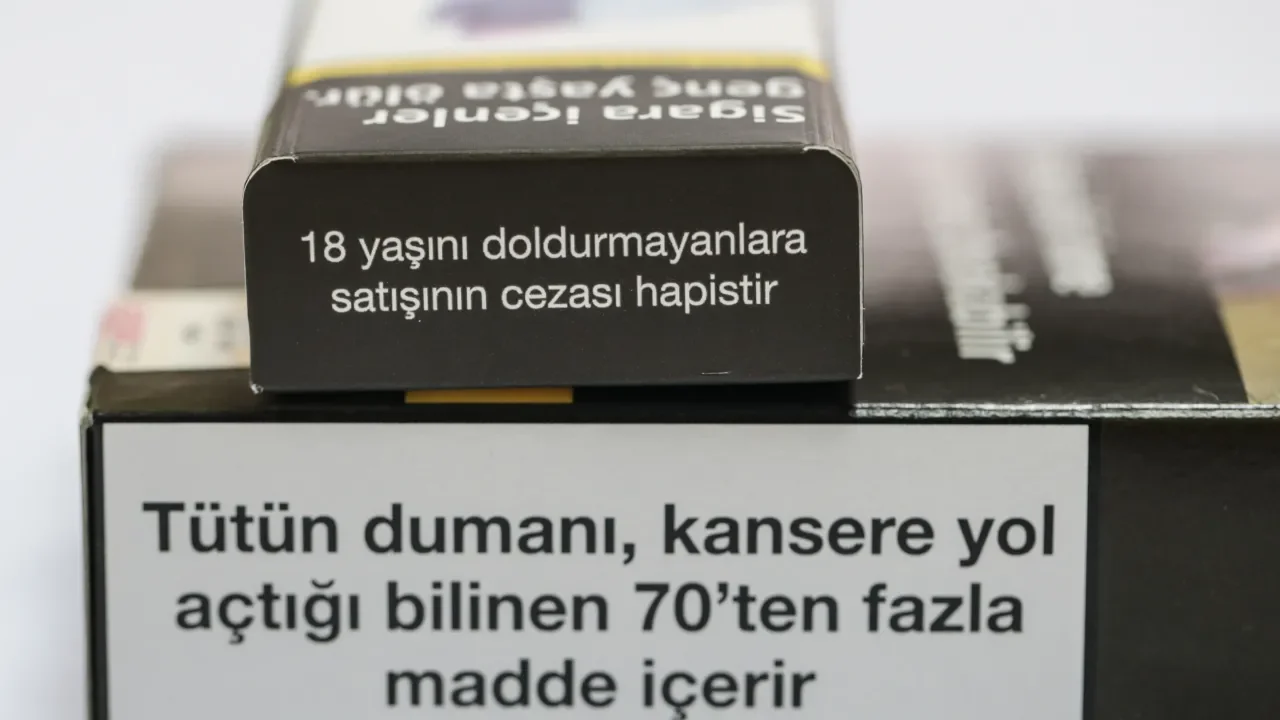 Sigara içenler
genç yaşta ölür.
18 yaşını doldurmayanlara
satışının cezası hapistir
Tütün dumanı, kansere yol
açtığı bilinen 70’ten fazla
madde içerir